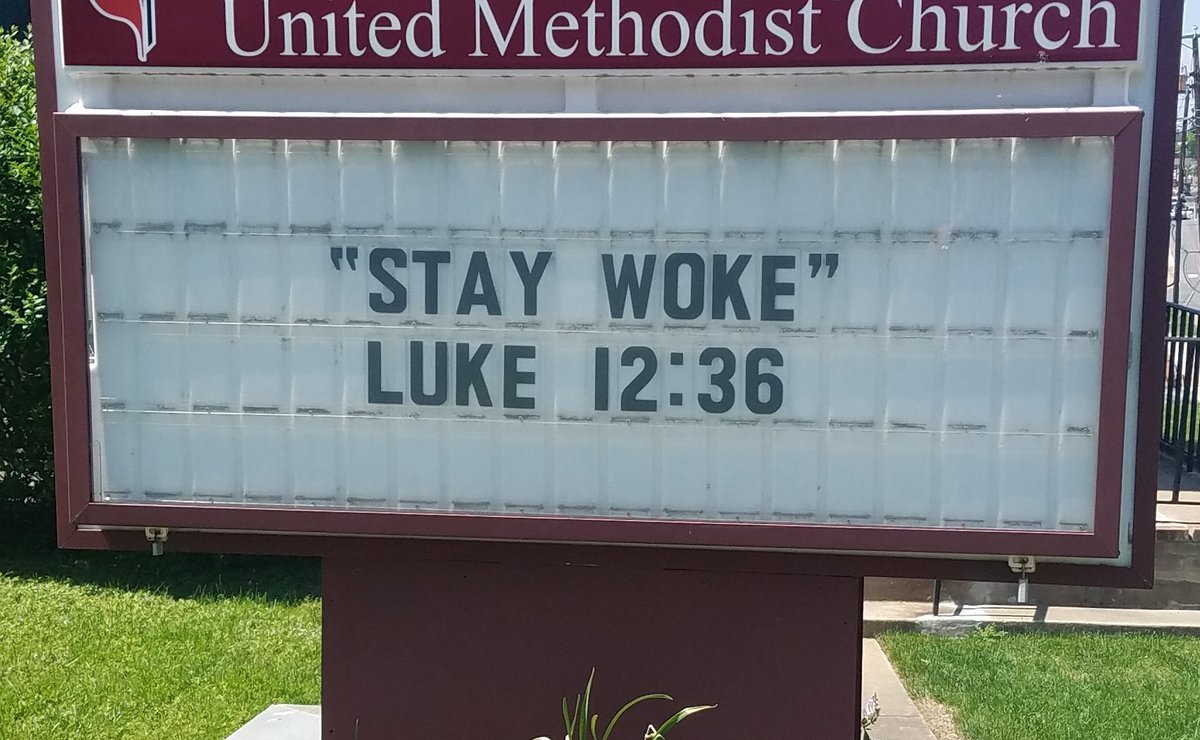 United Methodist Church
"STAY WOKE"
LUKE 12:36